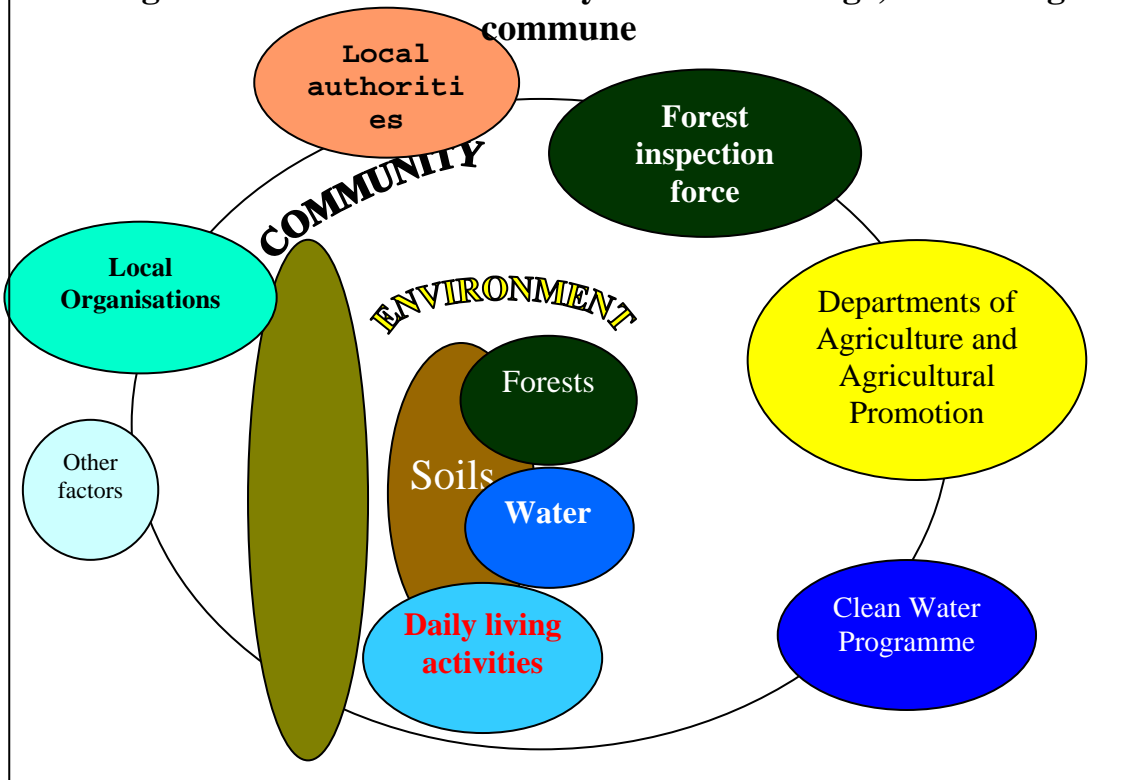 commune
Local
authoriti
es
Forest
inspection
force
COMMUNITY
Local
Organisations
ENVIRONMENT
Departments of
Agriculture and
Agricultural
Promotion
Forests
Other
factors
Soils
Water
Clean Water
Programme
Daily living
activities